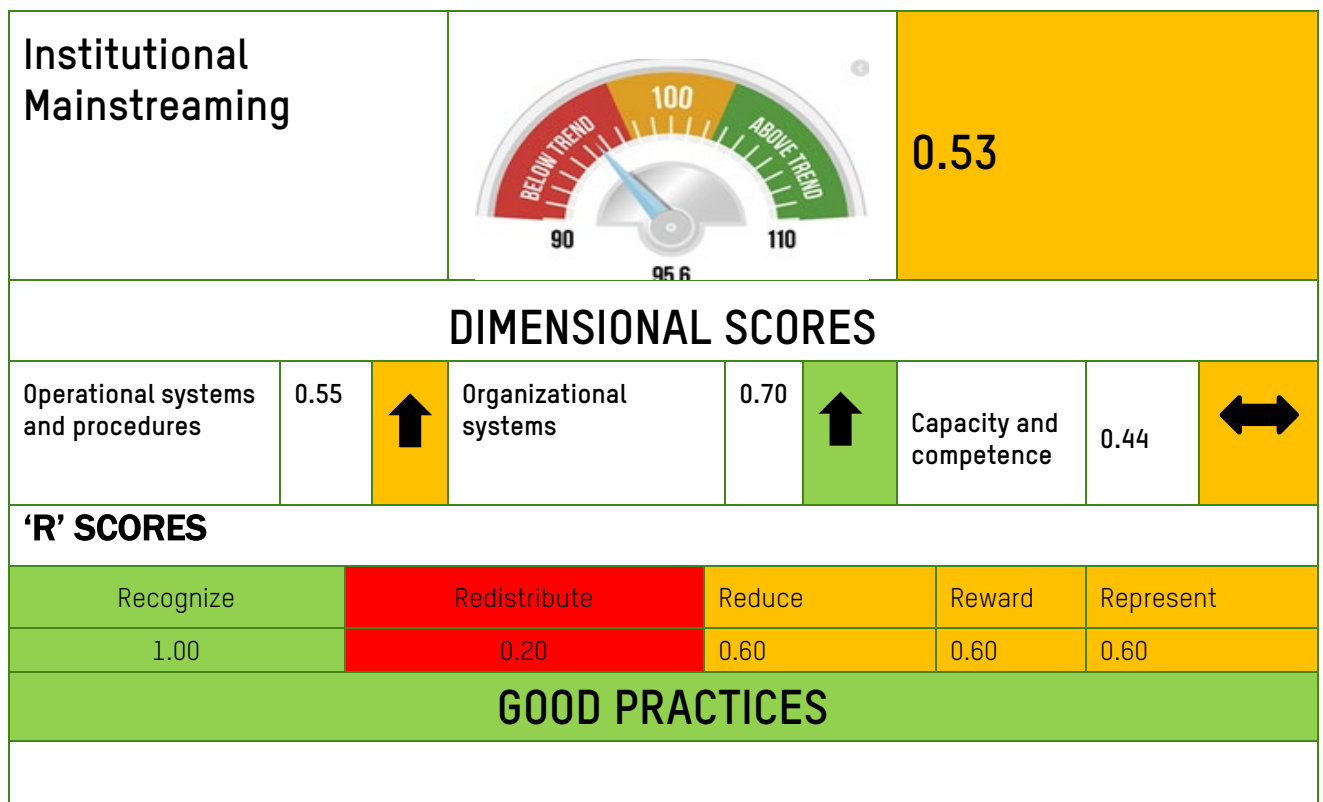 Institutional
Mainstreaming
BELOW TREND
100
ABOVE TREND
90
110
95.6
0.53
DIMENSIONAL SCORES
Operational systems
and procedures
0.55
Organizational
systems
0.70
Capacity and
competence
0.44
‘R’ SCORES
Recognize
Redistribute
Reduce
Reward
Represent
1.00
0.20
0.60
0.60
0.60
GOOD PRACTICES